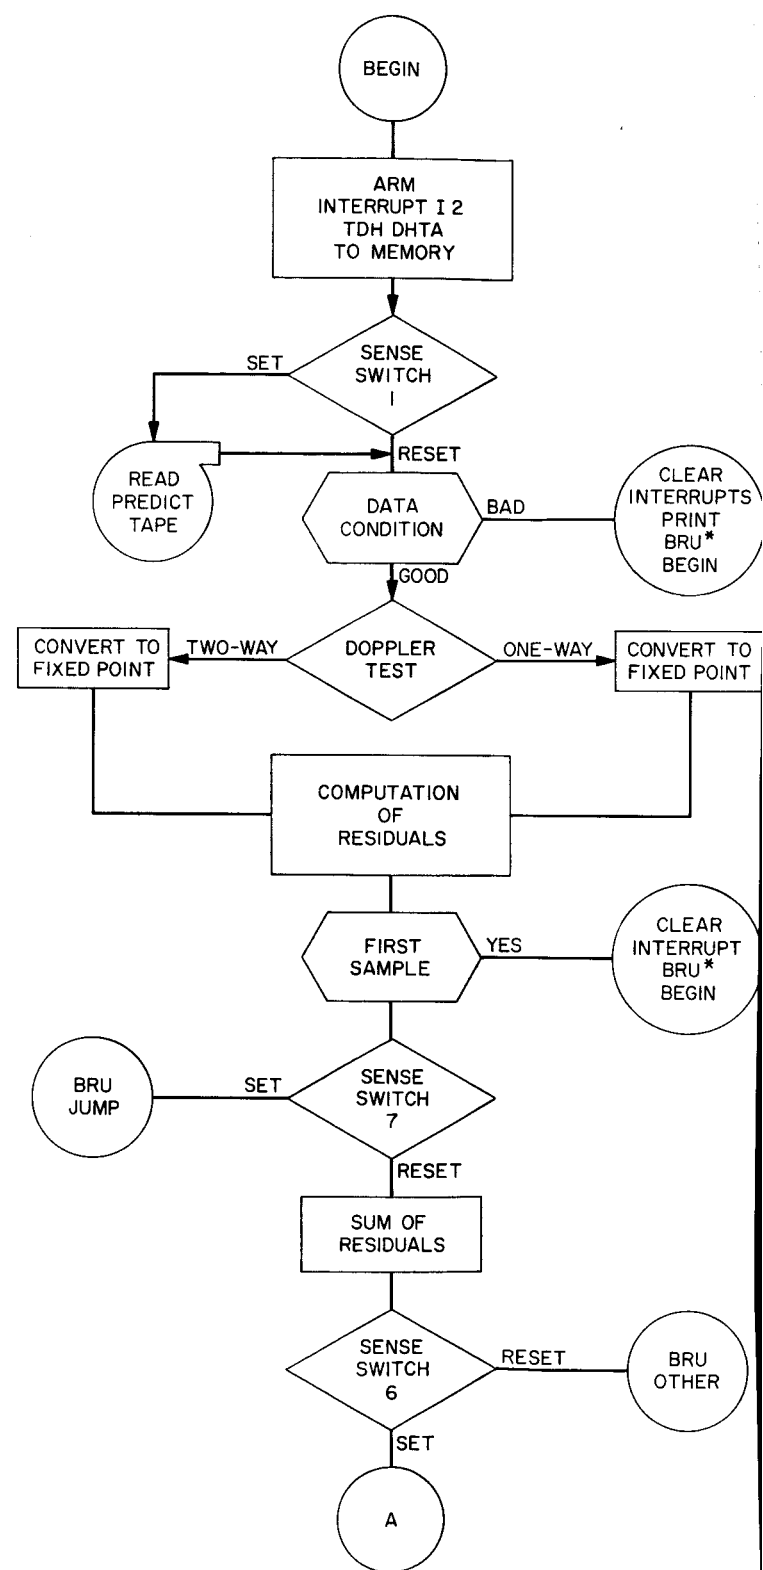 BEGIN
ARM
INTERRUPT I 2
TDH DHTA
TO MEMORY
SET
SENSE
SWITCH
1
RESET
READ
PREDICT
TAPE
DATA
CONDITION
BAD
CLEAR
INTERRUPTS
PRINT
BRU*
BEGIN
GOOD
CONVERT TO
FIXED POINT
TWO-WAY
DOPPLER
TEST
ONE-WAY
CONVERT TO
FIXED POINT
COMPUTATION
OF
RESIDUALS
FIRST
SAMPLE
YES
CLEAR
INTERRUPT
BRU*
BEGIN
BRU
JUMP
SET
SENSE
SWITCH
7
RESET
SUM OF
RESIDUALS
SENSE
SWITCH
6
RESET
BRU
OTHER
SET
A